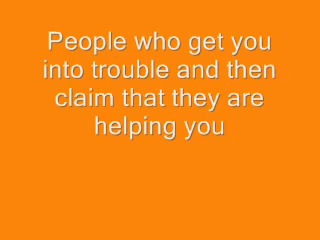 People who get you
into trouble and then
claim that they are
helping you